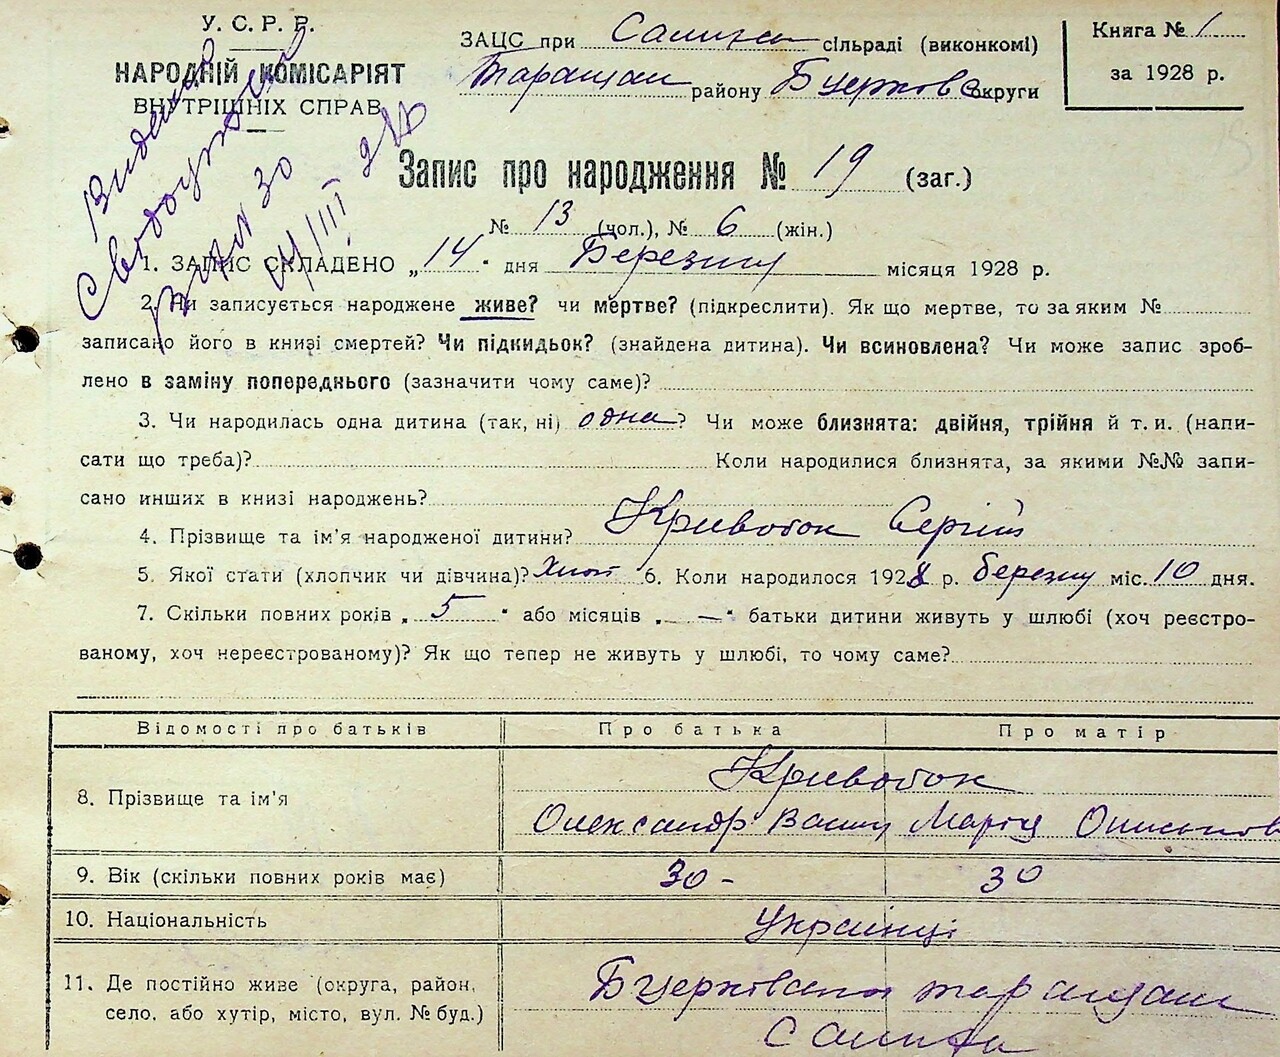 У. С. Р. Р.
НАРОДНІЙ КОМІСАРІЯТ
ВНУТРІШНІХ СПРАВ
Видано
ЗАЦС при сільраді (виконкомі)
Таращан району Бцерковс округи
Книга № 1
за 1928 р.
Запис про народження № 19 (заг.)
№ 13 (чол.), № 6 (жін.)
1. ЗАПИС СКЛАДЕНО „ 14 “ дня Березня місяця 1928 р.
2. Чи записується народжене живе? чи мертве? (підкреслити). Як що мертве, то за яким №
записано його в книзі смертей? Чи підкидьок? (знайдена дитина). Чи всиновлена? Чи може запис зроб-
лено в заміну попереднього (зазначити чому саме)?
3. Чи народилась одна дитина (так, ні) одна? Чи може близнята: двійня, трійня й т. и. (напи-
сати що треба)? Коли народилися близнята, за якими №№ запи-
сано инших в книзі народжень?
4. Прізвище та ім'я народженої дитини? Кривобок Сергій
5. Якої стати (хлопчик чи дівчина)? 6. Коли народилося 1928 р. березня міс. 10 дня.
7. Скільки повних років „ 5 “ або місяців „ — “ батьки дитини живуть у шлюбі (хоч реєстро-
ваному, хоч нереєстрованому)? Як що тепер не живуть у шлюбі, то чому саме?
Відомості про батьків Про батька Про матір
8. Прізвище та ім'я Кривобок
Олександр Марія
9. Вік (скільки повних років має) 30 - 30
10. Національність Українці
11. Де постійно живе (округа, район,
село, або хутір, місто, вул. № буд.)